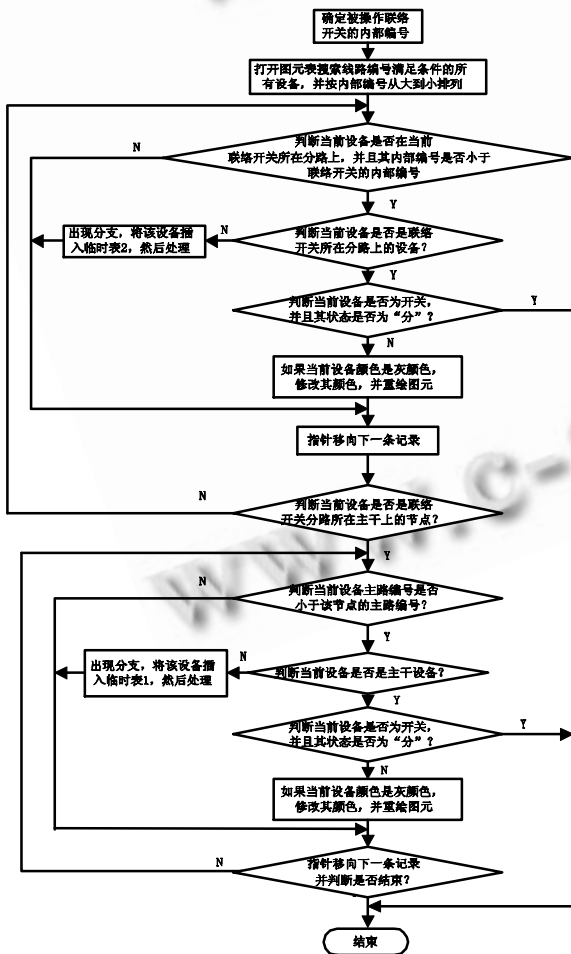 确定被操作联络
开关的内部编号
打开图元表搜索线路编号满足条件的所
有设备，并按内部编号从大到小排列
判断当前设备是否在当前
联络开关所在分路上，并且其内部编号是否小于
联络开关的内部编号
N
Y
判断当前设备是否是联络
开关所在分路上的设备？
N
出现分支，将该设备插
入临时表2，然后处理
Y
判断当前设备是否为开关，
并且其状态是否为“分”？
Y
N
如果当前设备颜色是灰颜色，
修改其颜色，并重绘图元
指针移向下一条记录
判断当前设备是否是联络
开关分路所在主干上的节点？
N
Y
判断当前设备主路编号是否
小于该节点的主路编号？
N
Y
判断当前设备是否是主干设备？
N
出现分支，将该设备插
入临时表1，然后处理
Y
判断当前设备是否为开关，
并且其状态是否为“分”？
Y
N
如果当前设备颜色是灰颜色，
修改其颜色，并重绘图元
指针移向下一条记录
并判断是否结束？
N
Y
结束
www.c-